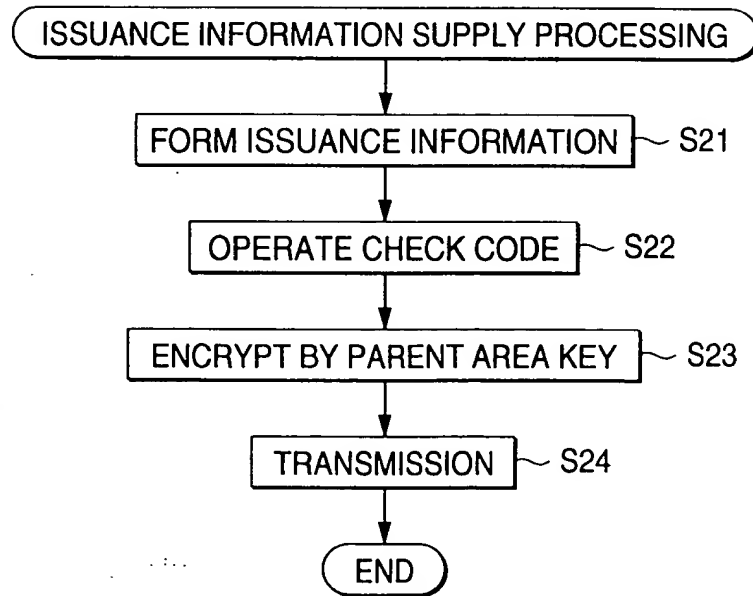 ISSUANCE INFORMATION SUPPLY PROCESSING
FORM ISSUANCE INFORMATION S21
OPERATE CHECK CODE S22
ENCRYPT BY PARENT AREA KEY S23
TRANSMISSION S24
END